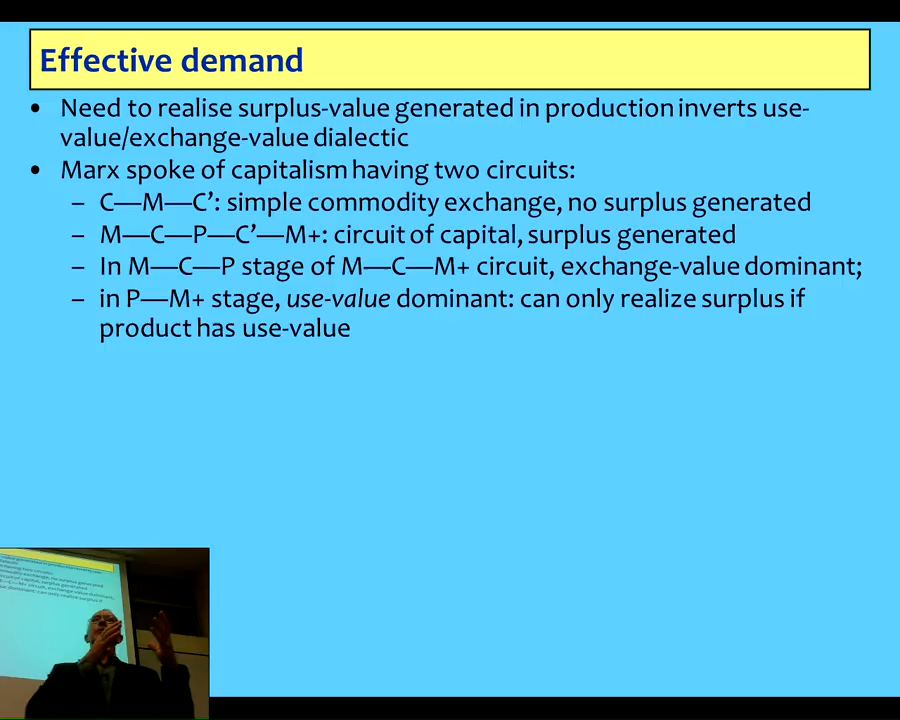 Effective demand
• Need to realise surplus-value generated in production inverts use-
value/exchange-value dialectic
• Marx spoke of capitalism having two circuits:
– C—M—C’: simple commodity exchange, no surplus generated
– M—C—P—C’—M+: circuit of capital, surplus generated
– In M—C—P stage of M—C—M+ circuit, exchange-value dominant;
– in P—M+ stage, use-value dominant: can only realize surplus if
product has use-value